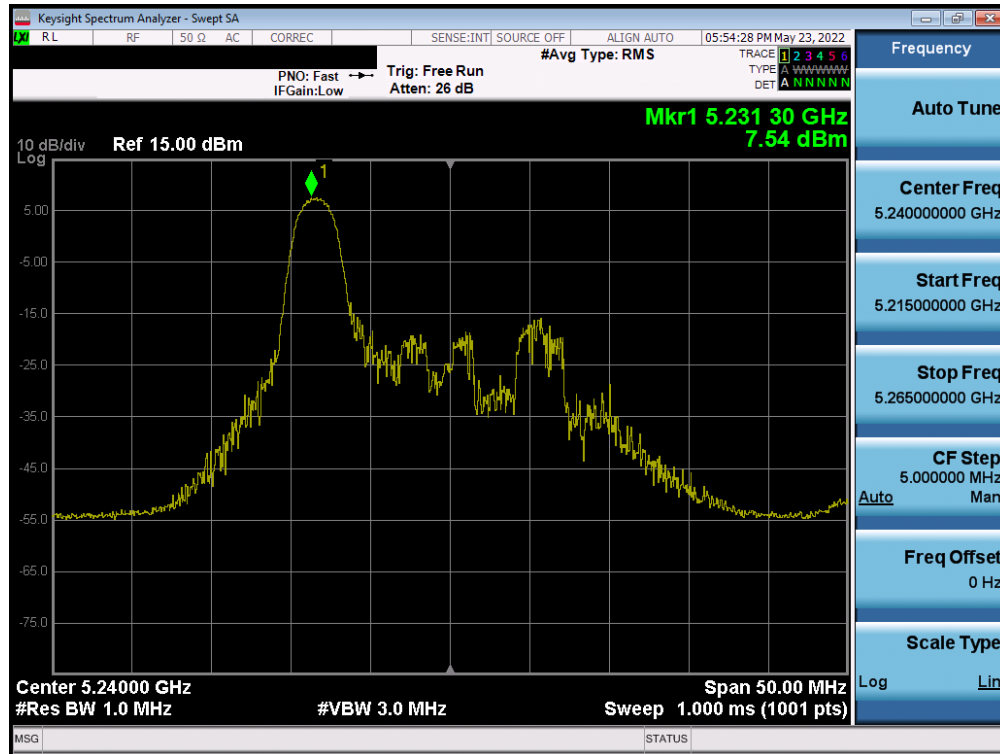 Keysight Spectrum Analyzer - Swept SA
LXI RL RF 50 Ω AC CORREC SENSE:INT SOURCE OFF ALIGN AUTO 05:54:28 PM May 23, 2022
Frequency
#Avg Type: RMS
TRACE 1 2 3 4 5 6
PNO: Fast Trig: Free Run
TYPE A WWWWW
IFGain:Low Atten: 26 dB
DET A N N N N N
Auto Tune
Mkr1 5.231 30 GHz
7.54 dBm
10 dB/div Ref 15.00 dBm
Log
1
5.00
-5.00
-15.0
-25.0
-35.0
-45.0
-55.0
-65.0
-75.0
Center Freq
5.240000000 GHz
Start Freq
5.215000000 GHz
Stop Freq
5.265000000 GHz
CF Step
5.000000 MHz
Auto Man
Freq Offset
0 Hz
Scale Type
Log Lin
Center 5.24000 GHz Span 50.00 MHz
#Res BW 1.0 MHz #VBW 3.0 MHz Sweep 1.000 ms (1001 pts)
MSG STATUS